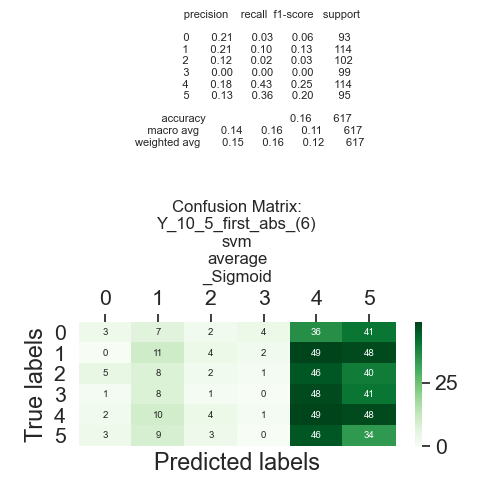 precision recall f1-score support
0 0.21 0.03 0.06 93
1 0.21 0.10 0.13 114
2 0.12 0.02 0.03 102
3 0.00 0.00 0.00 99
4 0.18 0.43 0.25 114
5 0.13 0.36 0.20 95
accuracy 0.16 617
macro avg 0.14 0.16 0.11 617
weighted avg 0.15 0.16 0.12 617
Confusion Matrix:
Y_10_5_first_abs_(6)
svm
average
_Sigmoid
0 1 2 3 4 5
True labels
0 3 7 2 4 36 41
1 0 11 4 2 49 48
2 5 8 2 1 46 40
3 1 8 1 0 48 41
4 2 10 4 1 49 48
5 3 9 3 0 46 34
Predicted labels
25
0